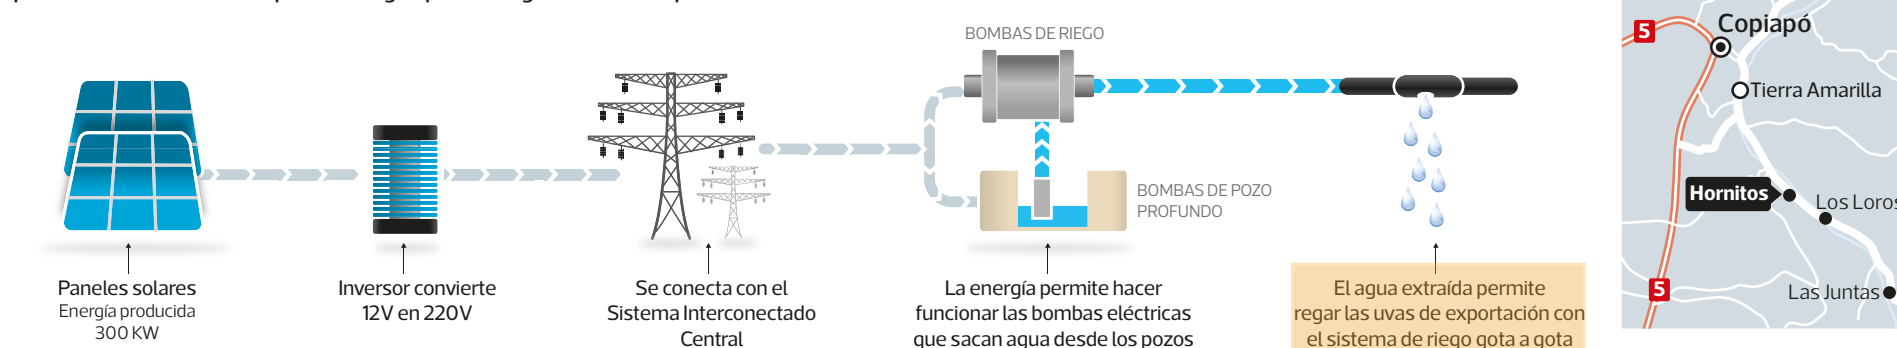 BOMBAS DE RIEGO
BOMBAS DE POZO
PROFUNDO
Paneles solares
Energía producida
300 KW
Inversor convierte
12V en 220V
Se conecta con el
Sistema Interconectado
Central
La energía permite hacer
funcionar las bombas eléctricas
que sacan agua desde los pozos
El agua extraída permite
regar las uvas de exportación con
el sistema de riego gota a gota
5
Copiapó
Tierra Amarilla
Hornitos
Los Loros
5
Las Juntas